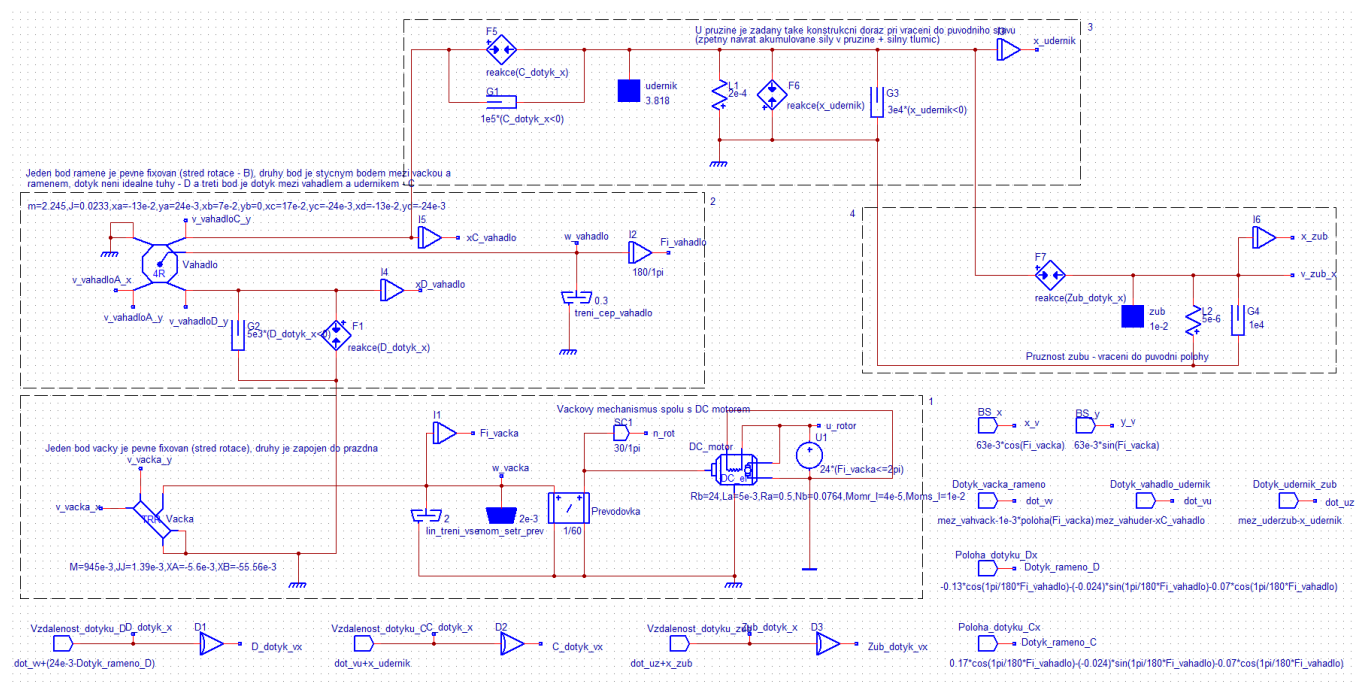 3
F5
U pruzine je zadany take konstrukcni doraz pri vraceni do puvodniho stavu
(zpetny navrat akumulovane sily v pruzine + silny tlumic)
x_udernik
reakce(C_dotyk_x)
G1
1e5*(C_dotyk_x<0)
udernik
3.818
L1
2e-4
F6
reakce(x_udernik)
G3
3e4*(x_udernik<0)
Jeden bod ramene je pevne fixovan (stred rotace - B), druhy bod je stycnym bodem mezi vackou a
ramenem, dotyk neni idealne tuhy - D a treti bod je dotyk mezi vahadlem a udernikem - C
2
m=2.245,J=0.0233,xa=-13e-2,ya=24e-3,xb=7e-2,yb=0,xc=17e-2,yc=-24e-3,xd=-13e-2,yd=-24e-3
v_vahadloC_y
I5
xC_vahadlo
w_vahadlo
I2
Fi_vahadlo
180/1pi
4R
Vahadlo
v_vahadloA_x
I4
xD_vahadlo
v_vahadloA_y
v_vahadloD_y
G2
5e3*(D_dotyk_x<0)
F1
reakce(D_dotyk_x)
0.3
treni_cep_vahadlo
4
I6
x_zub
F7
v_zub_x
reakce(Zub_dotyk_x)
zub
1e-2
L2
5e-6
G4
1e4
Pruznost zubu - vraceni do puvodni polohy
1
Vackovy mechanismus spolu s DC motorem
Jeden bod vacky je pevne fixovan (stred rotace), druhy je zapojen do prazdna
I1
Fi_vacka
SC1
n_rot
30/1pi
u_rotor
U1
24*(Fi_vacka<=2pi)
DC_motor
DC_el
Rb=24,La=5e-3,Ra=0.5,Nb=0.0764,Momr_I=4e-5,Moms_I=1e-2
v_vacka_y
w_vacka
v_vacka_x
TRR
Vacka
2
lin_treni_vse
2e-3
mom_setr_prev
Prevodovka
1/60
M=945e-3,JJ=1.39e-3,XA=-5.6e-3,XB=-55.56e-3
BS_x
x_v
63e-3*cos(Fi_vacka)
BS_y
y_v
63e-3*sin(Fi_vacka)
Dotyk_vacka_rameno
dot_vv
mez_vahvack-1e-3*poloha(Fi_vacka)
Dotyk_vahadlo_udernik
dot_vu
mez_vahuder-xC_vahadlo
Dotyk_udernik_zub
dot_uz
mez_uderzub-x_udernik
Poloha_dotyku_Dx
Dotyk_rameno_D
-0.13*cos(1pi/180*Fi_vahadlo)-(-0.024)*sin(1pi/180*Fi_vahadlo)-0.07*cos(1pi/180*Fi_vahadlo)
Vzdalenost_dotyku_D
D_dotyk_x
D1
D_dotyk_vx
dot_vv+(24e-3-Dotyk_rameno_D)
Vzdalenost_dotyku_C
C_dotyk_x
D2
C_dotyk_vx
dot_vu+x_udernik
Vzdalenost_dotyku_zub
Zub_dotyk_x
D3
Zub_dotyk_vx
dot_uz+x_zub
Poloha_dotyku_Cx
Dotyk_rameno_C
0.17*cos(1pi/180*Fi_vahadlo)-(-0.024)*sin(1pi/180*Fi_vahadlo)-0.07*cos(1pi/180*Fi_vahadlo)